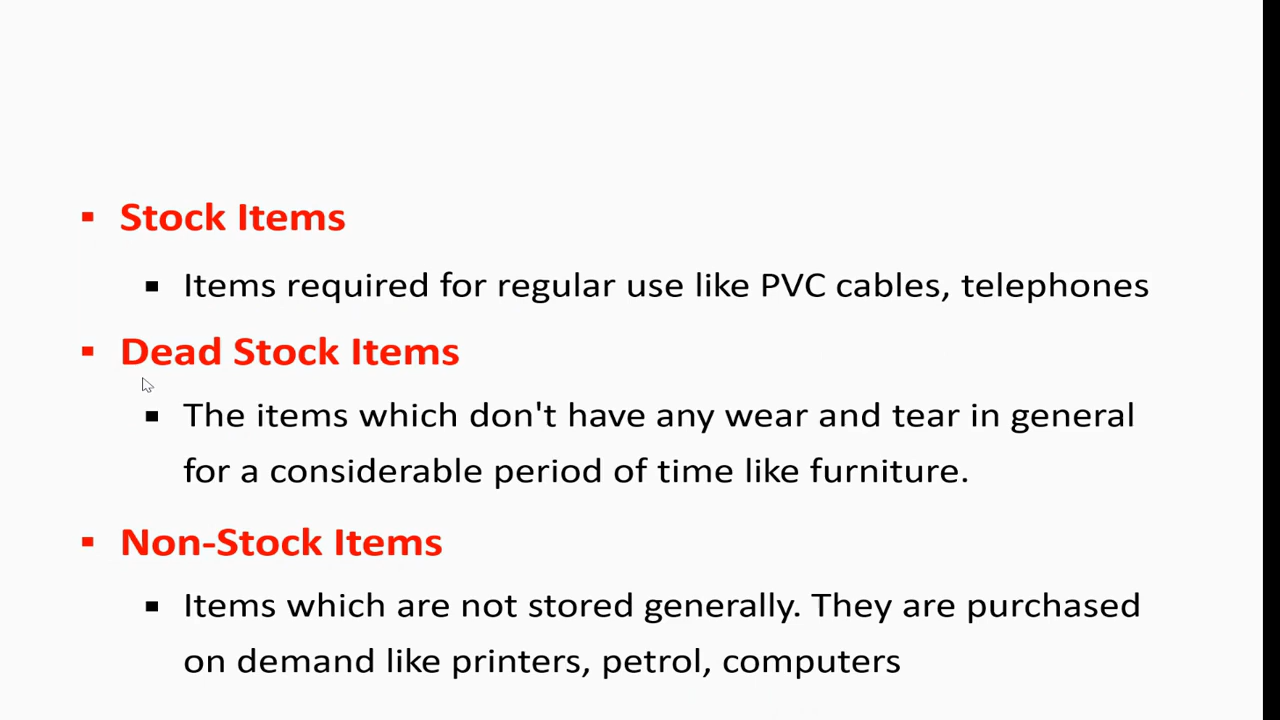 ▪ Stock Items
▪ Items required for regular use like PVC cables, telephones
▪ Dead Stock Items
▪ The items which don't have any wear and tear in general
for a considerable period of time like furniture.
▪ Non-Stock Items
▪ Items which are not stored generally. They are purchased
on demand like printers, petrol, computers